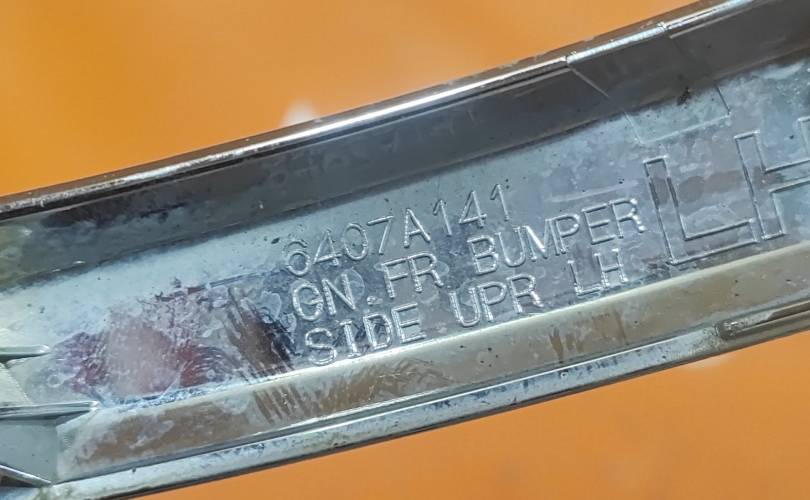 6407A141
GN.FR BUMPER
SIDE UPR LH
LH